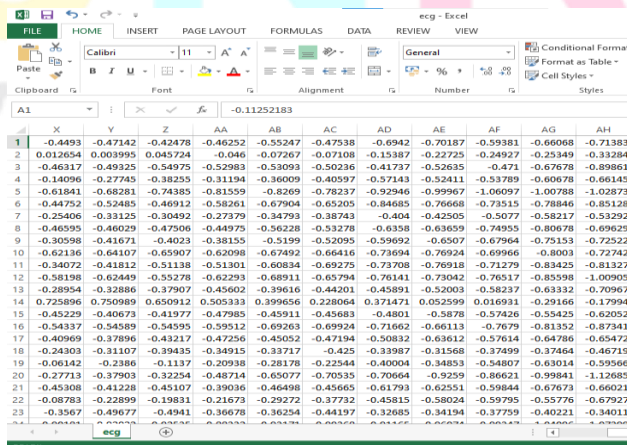 ecg - Excel
FILE HOME INSERT PAGE LAYOUT FORMULAS DATA REVIEW VIEW
Calibri 11 A A General Conditional Format
Paste B I U A % , Format as Table
Cell Styles
Clipboard Font Alignment Number Styles
A1 fx -0.11252183
X Y Z AA AB AC AD AE AF AG AH
1 -0.4493 -0.47142 -0.42478 -0.46252 -0.55247 -0.47538 -0.6942 -0.70187 -0.59381 -0.66068 -0.71383
2 0.012654 0.003995 0.045724 -0.046 -0.07267 -0.07108 -0.15387 -0.22725 -0.24927 -0.25349 -0.33284
3 -0.46317 -0.49325 -0.54975 -0.52983 -0.53093 -0.50236 -0.41737 -0.52635 -0.471 -0.67678 -0.89861
4 -0.14096 -0.27745 -0.38255 -0.31194 -0.36009 -0.40597 -0.57143 -0.52411 -0.53789 -0.60678 -0.66145
5 -0.61841 -0.68281 -0.74385 -0.81559 -0.8269 -0.78237 -0.92946 -0.99967 -1.06097 -1.00788 -1.02873
6 -0.44752 -0.52485 -0.46912 -0.58261 -0.67904 -0.65205 -0.84685 -0.76668 -0.73515 -0.78846 -0.85128
7 -0.25406 -0.33125 -0.30492 -0.27379 -0.34793 -0.38743 -0.404 -0.42505 -0.5077 -0.58217 -0.53292
8 -0.46595 -0.46029 -0.47506 -0.44975 -0.56228 -0.53278 -0.6358 -0.63659 -0.74955 -0.80678 -0.69629
9 -0.30598 -0.41671 -0.4023 -0.38155 -0.5199 -0.52095 -0.59692 -0.6507 -0.67964 -0.75153 -0.72522
10 -0.62136 -0.64107 -0.65907 -0.62098 -0.67492 -0.66416 -0.73694 -0.76924 -0.69966 -0.8003 -0.72742
11 -0.34072 -0.41812 -0.51138 -0.51301 -0.60834 -0.69275 -0.73708 -0.76918 -0.71279 -0.83425 -0.81327
12 -0.58198 -0.62449 -0.55278 -0.62293 -0.68911 -0.65794 -0.76141 -0.73042 -0.76517 -0.85598 -1.00905
13 -0.28954 -0.32886 -0.37907 -0.45602 -0.39616 -0.44201 -0.45891 -0.52003 -0.58237 -0.63332 -0.70967
14 0.725896 0.750989 0.650912 0.505333 0.399656 0.228064 0.371471 0.052599 0.016931 -0.29166 -0.17994
15 -0.45229 -0.40673 -0.41977 -0.47985 -0.45911 -0.45683 -0.4801 -0.5878 -0.57426 -0.55425 -0.62052
16 -0.54337 -0.54589 -0.54595 -0.59512 -0.69263 -0.69924 -0.71662 -0.66113 -0.7679 -0.81352 -0.87341
17 -0.40969 -0.37896 -0.43217 -0.47256 -0.45052 -0.47194 -0.50832 -0.63612 -0.57614 -0.64786 -0.65472
18 -0.24303 -0.31107 -0.39435 -0.34915 -0.33717 -0.425 -0.33987 -0.31568 -0.37499 -0.37464 -0.46719
19 -0.06142 -0.2386 -0.1137 -0.20938 -0.28178 -0.22544 -0.40004 -0.34853 -0.54807 -0.63014 -0.59566
20 -0.27713 -0.37903 -0.32254 -0.48714 -0.65077 -0.70535 -0.70664 -0.9259 -0.86621 -0.99841 -1.12685
21 -0.45308 -0.41228 -0.45107 -0.39036 -0.46498 -0.45665 -0.61793 -0.62551 -0.59844 -0.67673 -0.66021
22 -0.08783 -0.22899 -0.19831 -0.21673 -0.29272 -0.37732 -0.45815 -0.58024 -0.59795 -0.55776 -0.67927
23 -0.3567 -0.49677 -0.4941 -0.36678 -0.36254 -0.44197 -0.32685 -0.34194 -0.37759 -0.40221 -0.34011
ecg